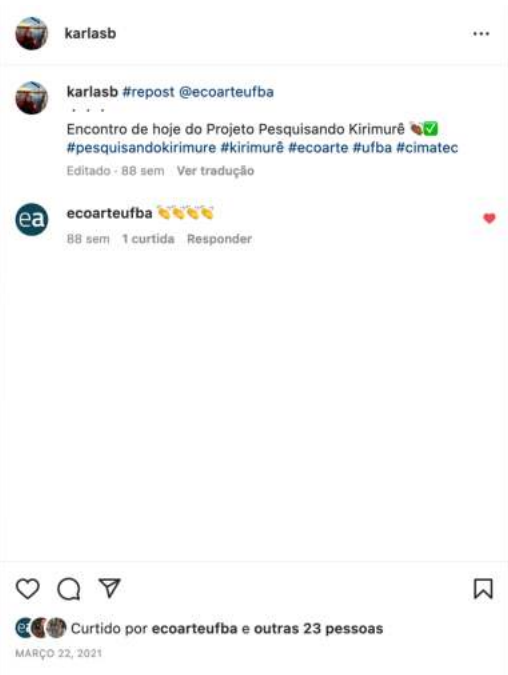 karlasb
karlasb #repost @ecoarteufba
. . .
Encontro de hoje do Projeto Pesquisando Kirimurê 👏🏾✅
#pesquisandokirimure #kirimurê #ecoarte #ufba #cimatec
Editado · 88 sem Ver tradução
ea
ecoarteufba 👏👏👏👏
88 sem 1 curtida Responder
Curtido por ecoarteufba e outras 23 pessoas
MARÇO 22, 2021